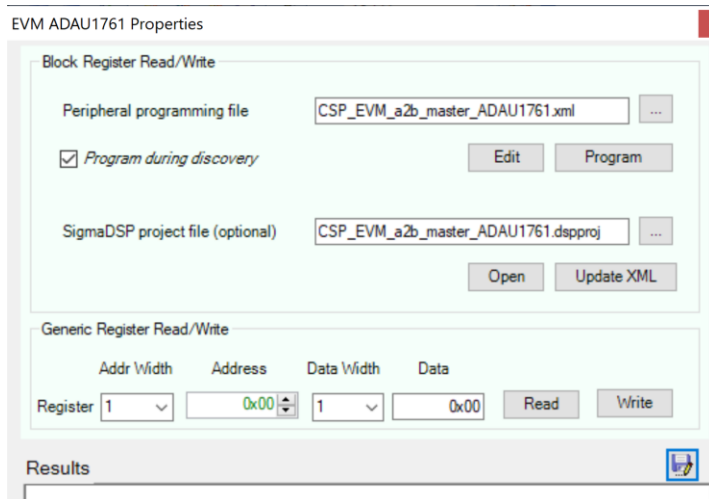 EVM ADAU1761 Properties
Block Register Read/Write
Peripheral programming file CSP_EVM_a2b_master_ADAU1761.xml ...
Program during discovery Edit Program
SigmaDSP project file (optional) CSP_EVM_a2b_master_ADAU1761.dspproj ...
Open Update XML
Generic Register Read/Write
Addr Width Address Data Width Data
Register 1 0x00 1 0x00 Read Write
Results